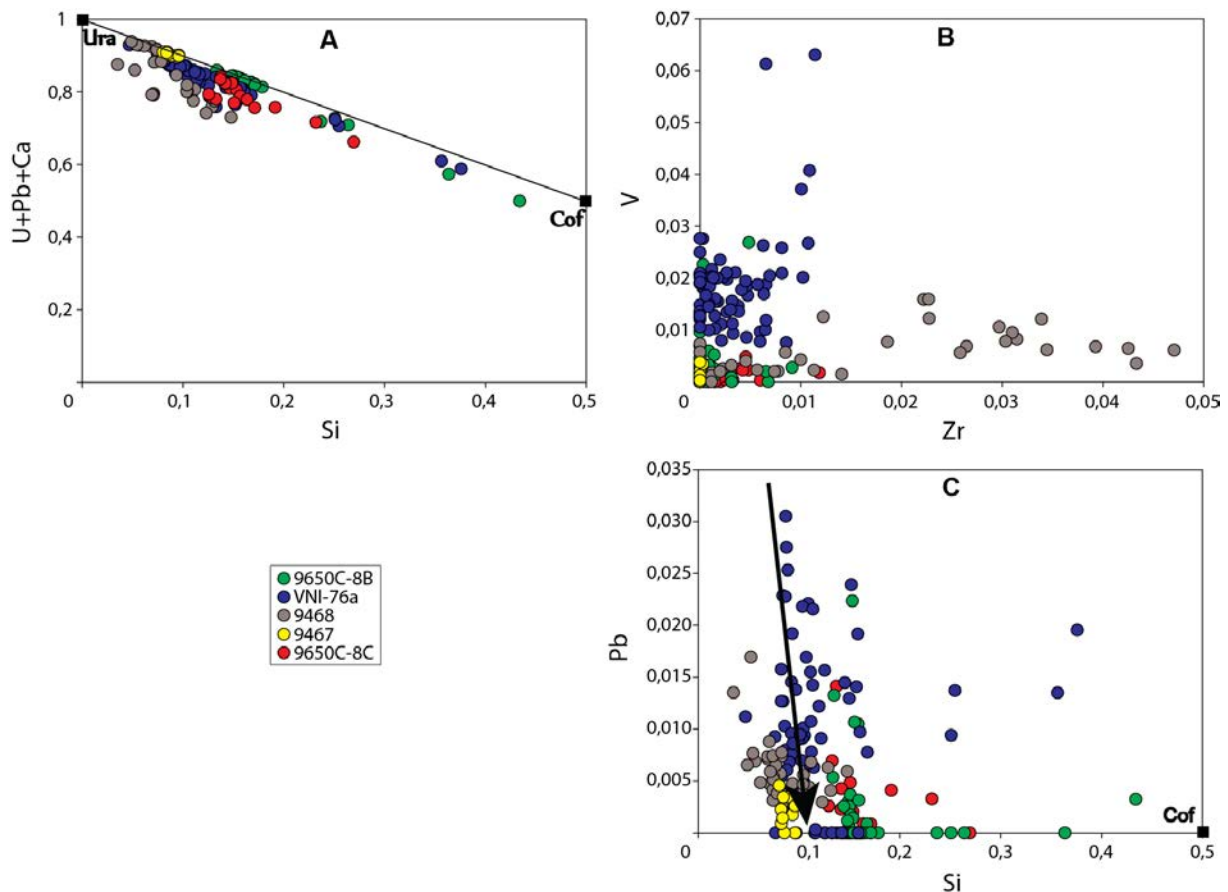 A
Ura
Cof
1
0,8
0,6
0,4
0,2
0
0,1
0,2
0,3
0,4
0,5
U+Pb+Ca
Si
B
0,07
0,06
0,05
0,04
0,03
0,02
0,01
0
0,01
0,02
0,03
0,04
0,05
V
Zr
9650C-8B
VNI-76a
9468
9467
9650C-8C
C
0,035
0,030
0,025
0,020
0,015
0,010
0,005
0
0,1
0,2
0,3
0,4
0,5
Cof
Pb
Si